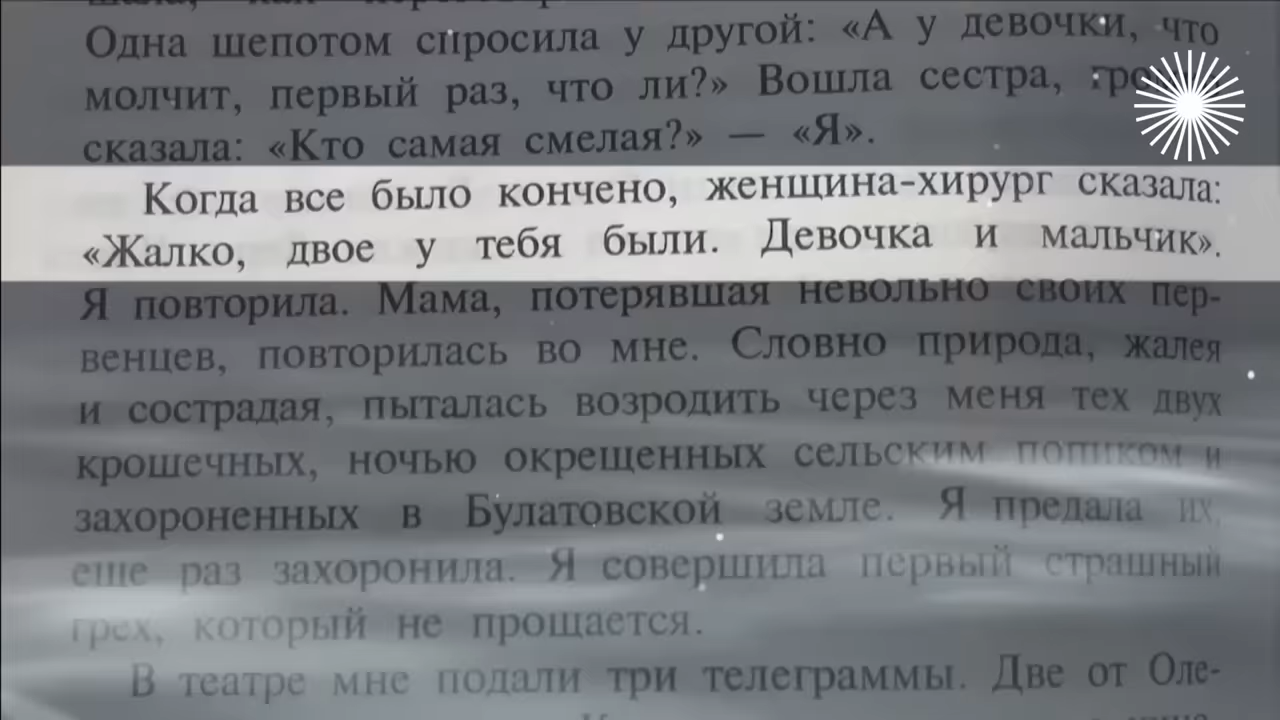 Одна шепотом спросила у другой: «А у девочки, что
молчит, первый раз, что ли?» Вошла сестра,
сказала: «Кто самая смелая?» — «Я».
Когда все было кончено, женщина-хирург сказала:
«Жалко, двое у тебя были. Девочка и мальчик».
Я повторила. Мама, потерявшая невольно своих пер-
венцев, повторилась во мне. Словно природа, жалея
и сострадая, пыталась возродить через меня тех двух
крошечных, ночью окрещенных сельским попиком и
захороненных в Булатовской земле. Я предала их,
еще раз захоронила. Я совершила первый страшный
грех, который не прощается.
В театре мне подали три телеграммы. Две от Оле-